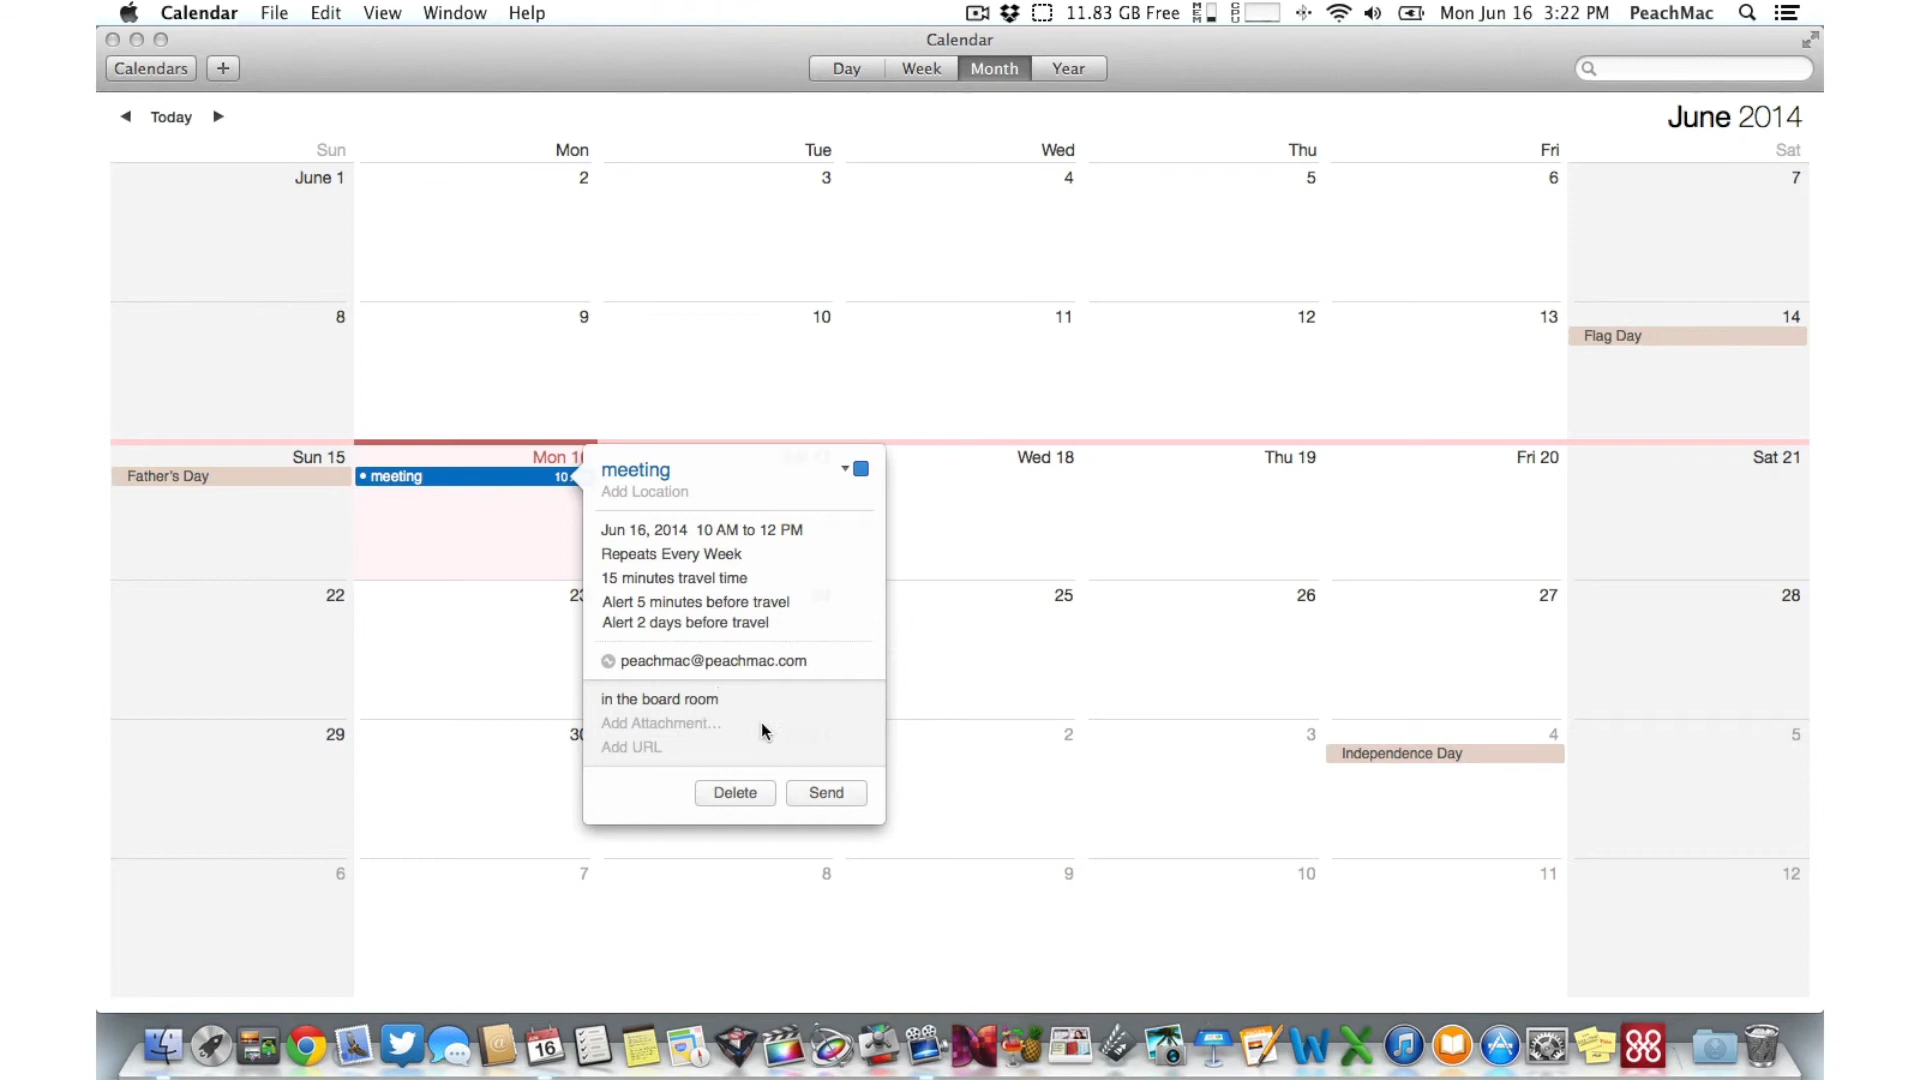 Calendar File Edit View Window Help 11.83 GB Free MEM CPU Mon Jun 16 3:22 PM PeachMac
Calendar
Calendars + Day Week Month Year
Today June 2014
Sun Mon Tue Wed Thu Fri Sat
June 1 2 3 4 5 6 7
8 9 10 11 12 13 14
Flag Day
Sun 15 Mon 16 Wed 18 Thu 19 Fri 20 Sat 21
Father's Day meeting 10
meeting
Add Location
Jun 16, 2014 10 AM to 12 PM
Repeats Every Week
15 minutes travel time
Alert 5 minutes before travel
Alert 2 days before travel
peachmac@peachmac.com
in the board room
Add Attachment...
Add URL
Delete Send
22 23 25 26 27 28
29 30 2 3 4 5
Independence Day
6 7 8 9 10 11 12
16